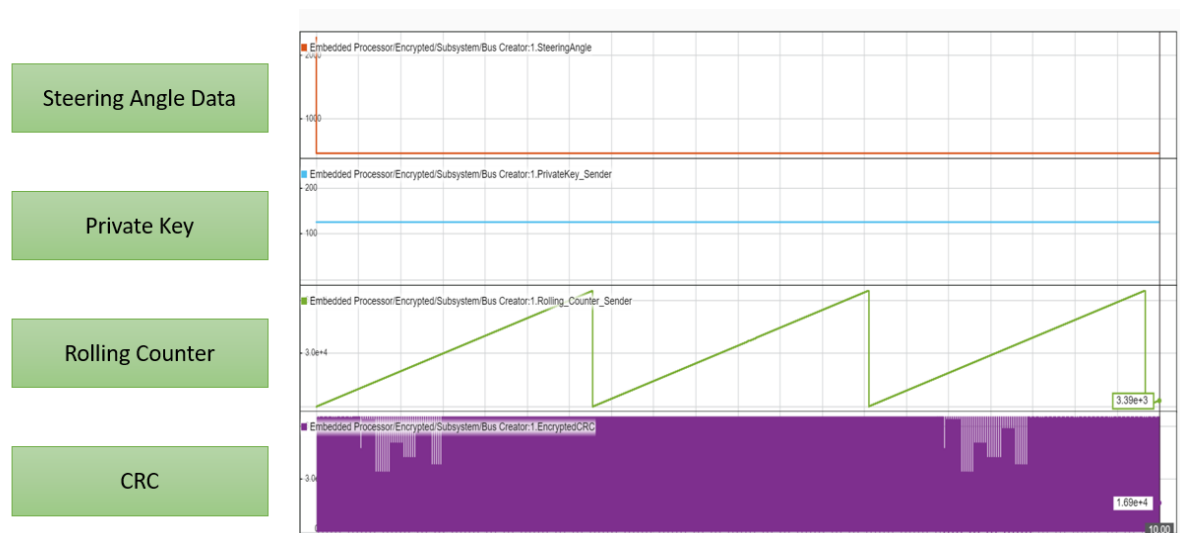 Embedded Processor/Encrypted/Subsystem/Bus Creator:1.SteeringAngle
2000
Steering Angle Data
1000
Embedded Processor/Encrypted/Subsystem/Bus Creator:1.PrivateKey_Sender
200
Private Key
100
Embedded Processor/Encrypted/Subsystem/Bus Creator:1.Rolling_Counter_Sender
Rolling Counter
3.0e+4
3.39e+3
Embedded Processor/Encrypted/Subsystem/Bus Creator:1.EncryptedCRC
CRC
3.0
1.69e+4
0
10.00